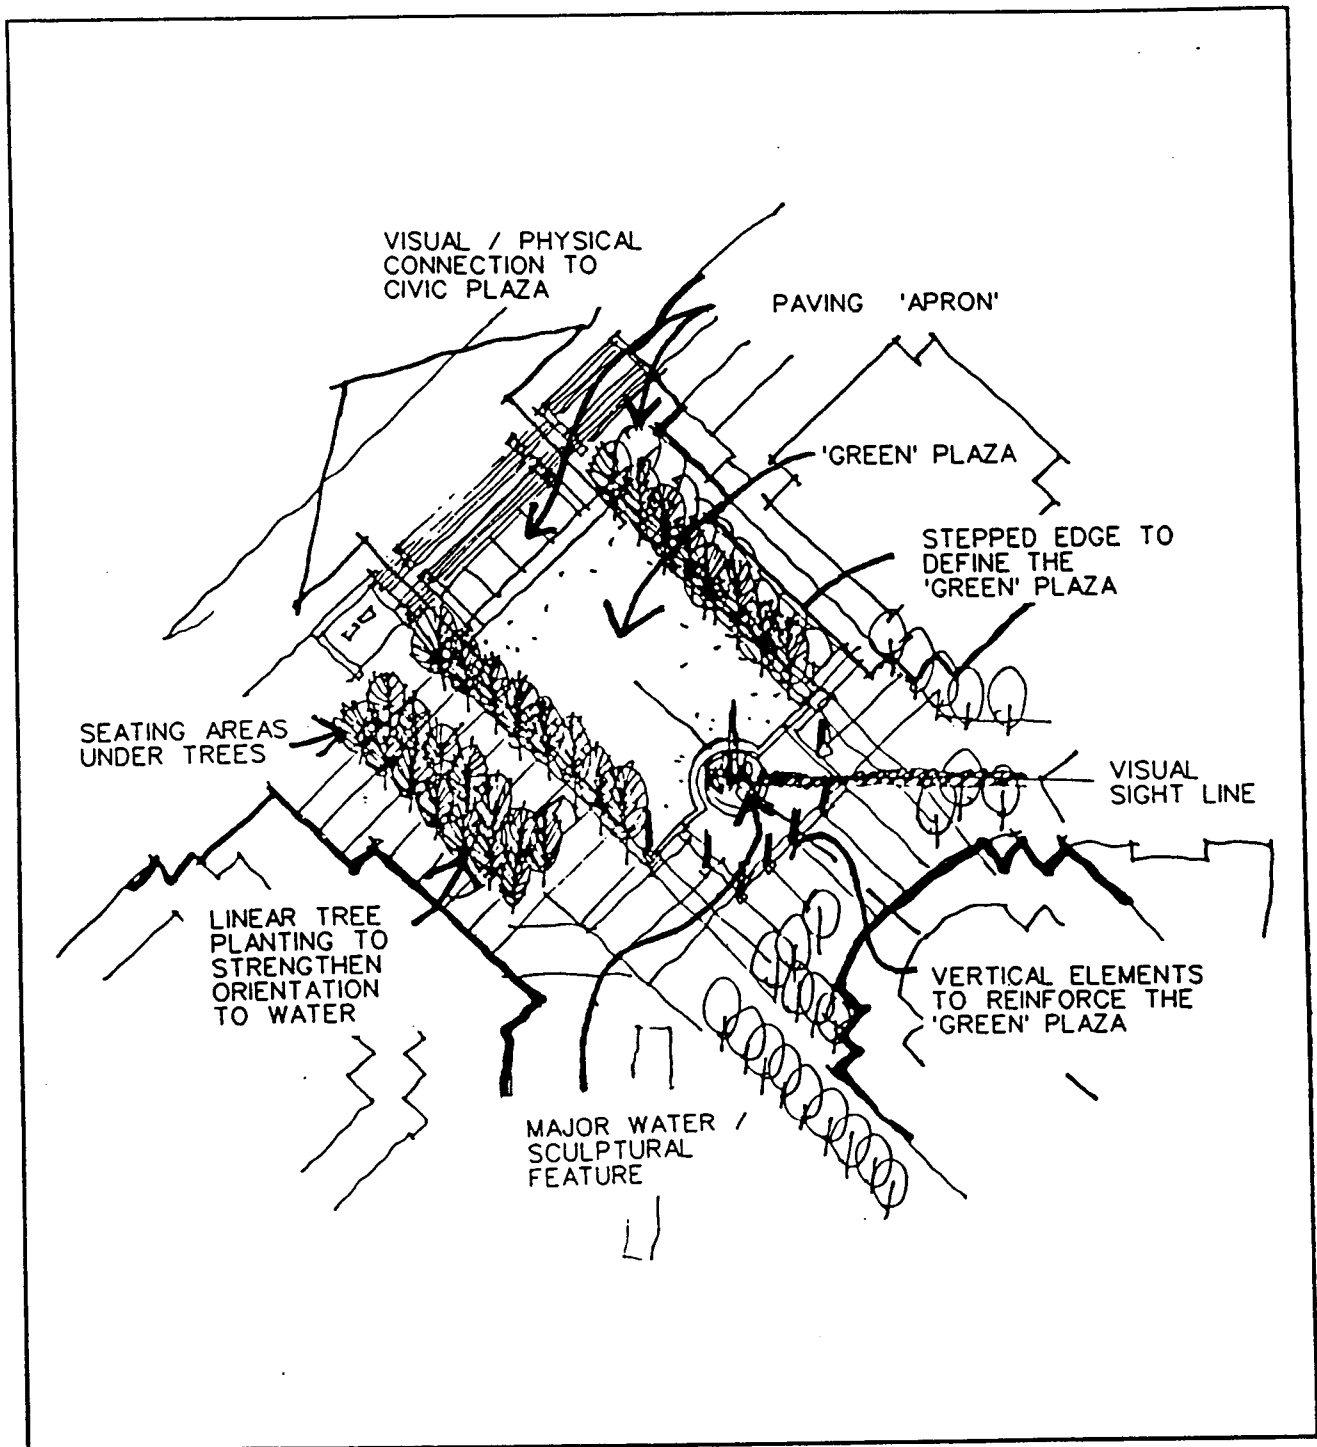 VISUAL / PHYSICAL
CONNECTION TO
CIVIC PLAZA
PAVING 'APRON'
'GREEN' PLAZA
STEPPED EDGE TO
DEFINE THE
'GREEN' PLAZA
SEATING AREAS
UNDER TREES
VISUAL
SIGHT LINE
LINEAR TREE
PLANTING TO
STRENGTHEN
ORIENTATION
TO WATER
VERTICAL ELEMENTS
TO REINFORCE THE
'GREEN' PLAZA
MAJOR WATER /
SCULPTURAL
FEATURE